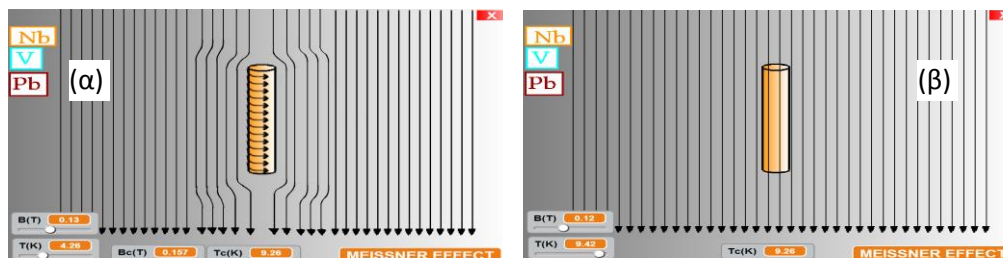 X
Nb
V
Pb
(α)
B(T) 0.13
T(K) 4.26
Bc(T) 0.157 Tc(K) 9.26
MEISSNER EFFECT
X
Nb
V
Pb
(β)
B(T) 0.12
T(K) 9.42
Tc(K) 9.26
MEISSNER EFFECT